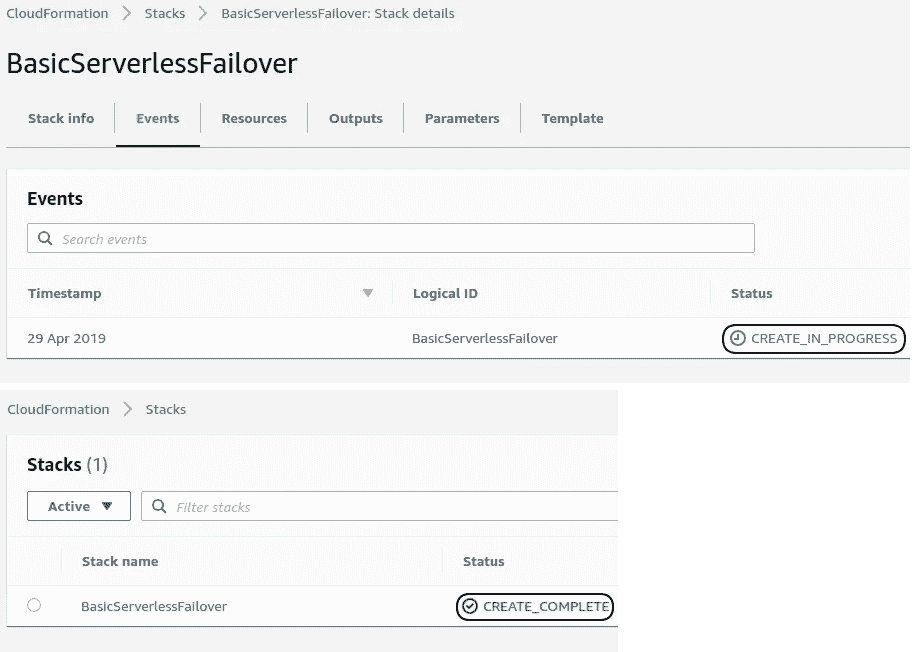 CloudFormation > Stacks > BasicServerlessFailover: Stack details
BasicServerlessFailover
Stack info Events Resources Outputs Parameters Template
Events
Search events
Timestamp Logical ID Status
29 Apr 2019 BasicServerlessFailover CREATE_IN_PROGRESS
CloudFormation > Stacks
Stacks (1)
Active Filter stacks
Stack name Status
BasicServerlessFailover CREATE_COMPLETE